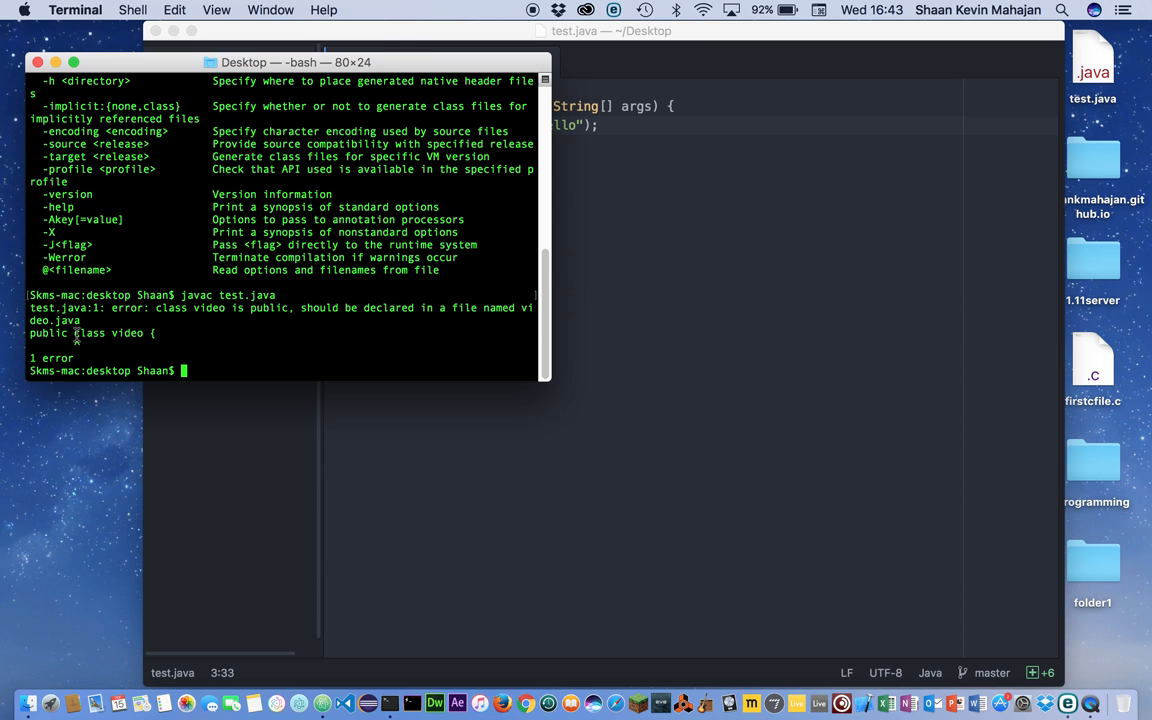 Terminal Shell Edit View Window Help 92% Wed 16:43 Shaan Kevin Mahajan
test.java — ~/Desktop
Desktop — -bash — 80×24
-h <directory> Specify where to place generated native header file
s
-implicit:{none,class} Specify whether or not to generate class files for
implicitly referenced files
-encoding <encoding> Specify character encoding used by source files
-source <release> Provide source compatibility with specified release
-target <release> Generate class files for specific VM version
-profile <profile> Check that API used is available in the specified p
rofile
-version Version information
-help Print a synopsis of standard options
-Akey[=value] Options to pass to annotation processors
-X Print a synopsis of nonstandard options
-J<flag> Pass <flag> directly to the runtime system
-Werror Terminate compilation if warnings occur
@<filename> Read options and filenames from file
[Skms-mac:desktop Shaan$ javac test.java ]
test.java:1: error: class video is public, should be declared in a file named vi
deo.java
public class video {
1 error
Skms-mac:desktop Shaan$
String[] args) {
llo");
.java
test.java
ankmahajan.git
hub.io
1.11server
.c
firstcfile.c
rogramming
folder1
test.java 3:33 LF UTF-8 Java master +6